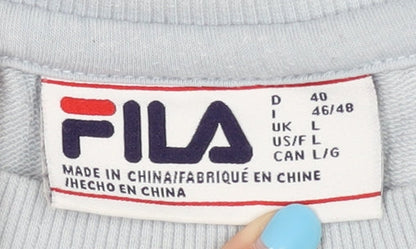 FILA
D 40
I 46/48
UK L
US/F L
CAN L/G
MADE IN CHINA/FABRIQUÉ EN CHINE
/HECHO EN CHINA